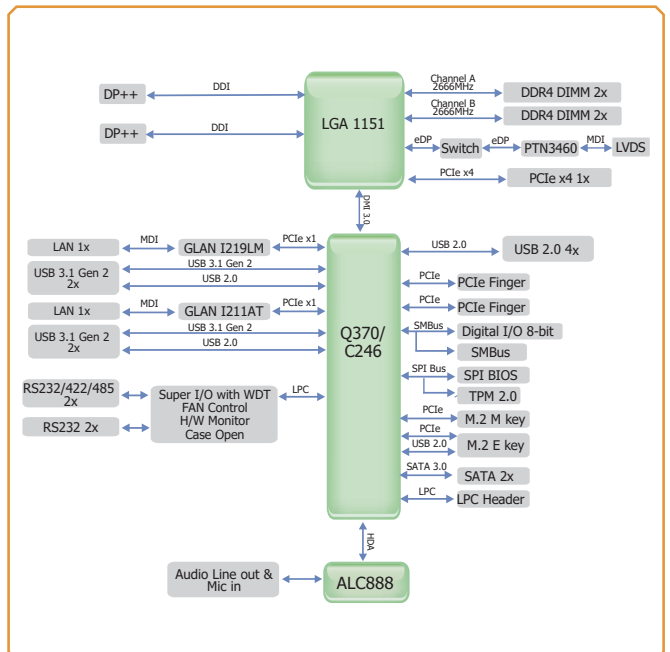 DP++
DDI
DP++
DDI
LGA 1151
Channel A
2666MHz
DDR4 DIMM 2x
Channel B
2666MHz
DDR4 DIMM 2x
eDP
Switch
eDP
PTN3460
MDI
LVDS
PCIe x4
PCIe x4 1x
DMI 3.0
LAN 1x
MDI
GLAN I219LM
PCIe x1
USB 3.1 Gen 2
2x
USB 3.1 Gen 2
USB 2.0
LAN 1x
MDI
GLAN I211AT
PCIe x1
USB 3.1 Gen 2
2x
USB 3.1 Gen 2
USB 2.0
RS232/422/485
2x
RS232 2x
Super I/O with WDT
FAN Control
H/W Monitor
Case Open
LPC
Q370/
C246
USB 2.0
USB 2.0 4x
PCIe
PCIe Finger
PCIe
PCIe Finger
SMBus
Digital I/O 8-bit
SMBus
SPI Bus
SPI BIOS
TPM 2.0
PCIe
M.2 M key
PCIe
USB 2.0
M.2 E key
SATA 3.0
SATA 2x
LPC
LPC Header
HDA
Audio Line out &
Mic in
ALC888